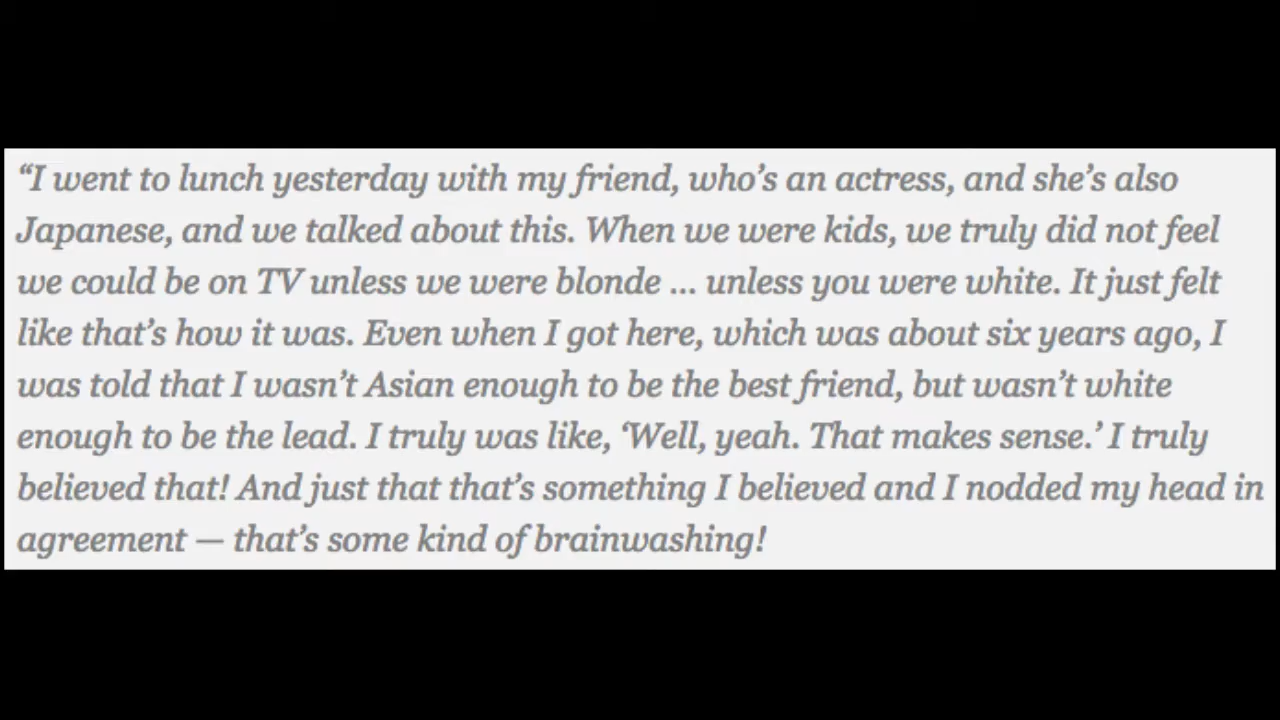 “I went to lunch yesterday with my friend, who’s an actress, and she’s also
Japanese, and we talked about this. When we were kids, we truly did not feel
we could be on TV unless we were blonde ... unless you were white. It just felt
like that’s how it was. Even when I got here, which was about six years ago, I
was told that I wasn’t Asian enough to be the best friend, but wasn’t white
enough to be the lead. I truly was like, ‘Well, yeah. That makes sense.’ I truly
believed that! And just that that’s something I believed and I nodded my head in
agreement — that’s some kind of brainwashing!